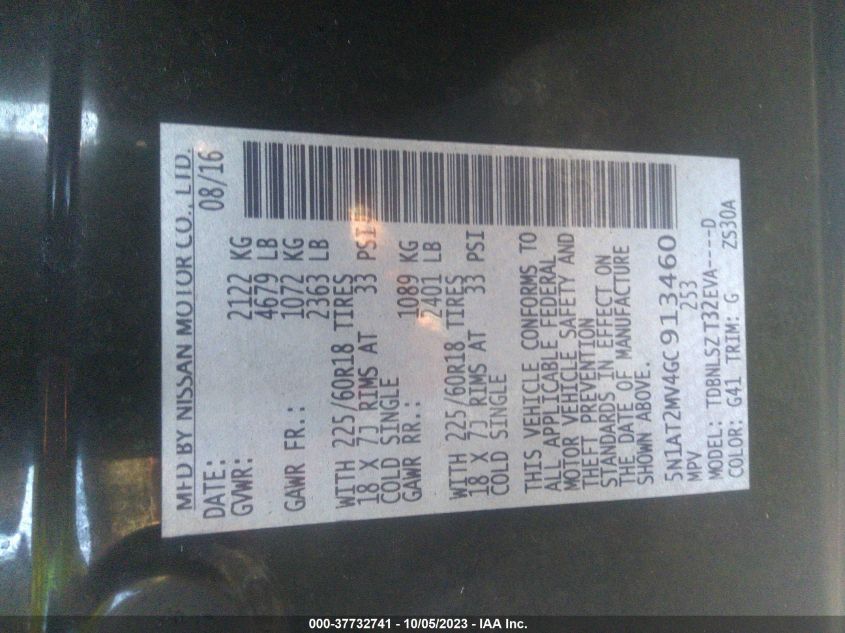 MFD BY NISSAN MOTOR CO., LTD.
DATE: 08/16
GVWR: 2122 KG
4679 LB
GAWR FR.: 1072 KG
2363 LB
WITH 225/60R18 TIRES
18 X 7J RIMS AT 33 PSI
COLD SINGLE
GAWR RR.: 1089 KG
2401 LB
WITH 225/60R18 TIRES
18 X 7J RIMS AT 33 PSI
COLD SINGLE
THIS VEHICLE CONFORMS TO
ALL APPLICABLE FEDERAL
MOTOR VEHICLE SAFETY AND
THEFT PREVENTION
STANDARDS IN EFFECT ON
THE DATE OF MANUFACTURE
SHOWN ABOVE.
5N1AT2MV4GC913460
MPV 253
MODEL: TDBNLSZ T32EVA----D
COLOR: G41 TRIM: G ZS30A
000-37732741 - 10/05/2023 - IAA Inc.